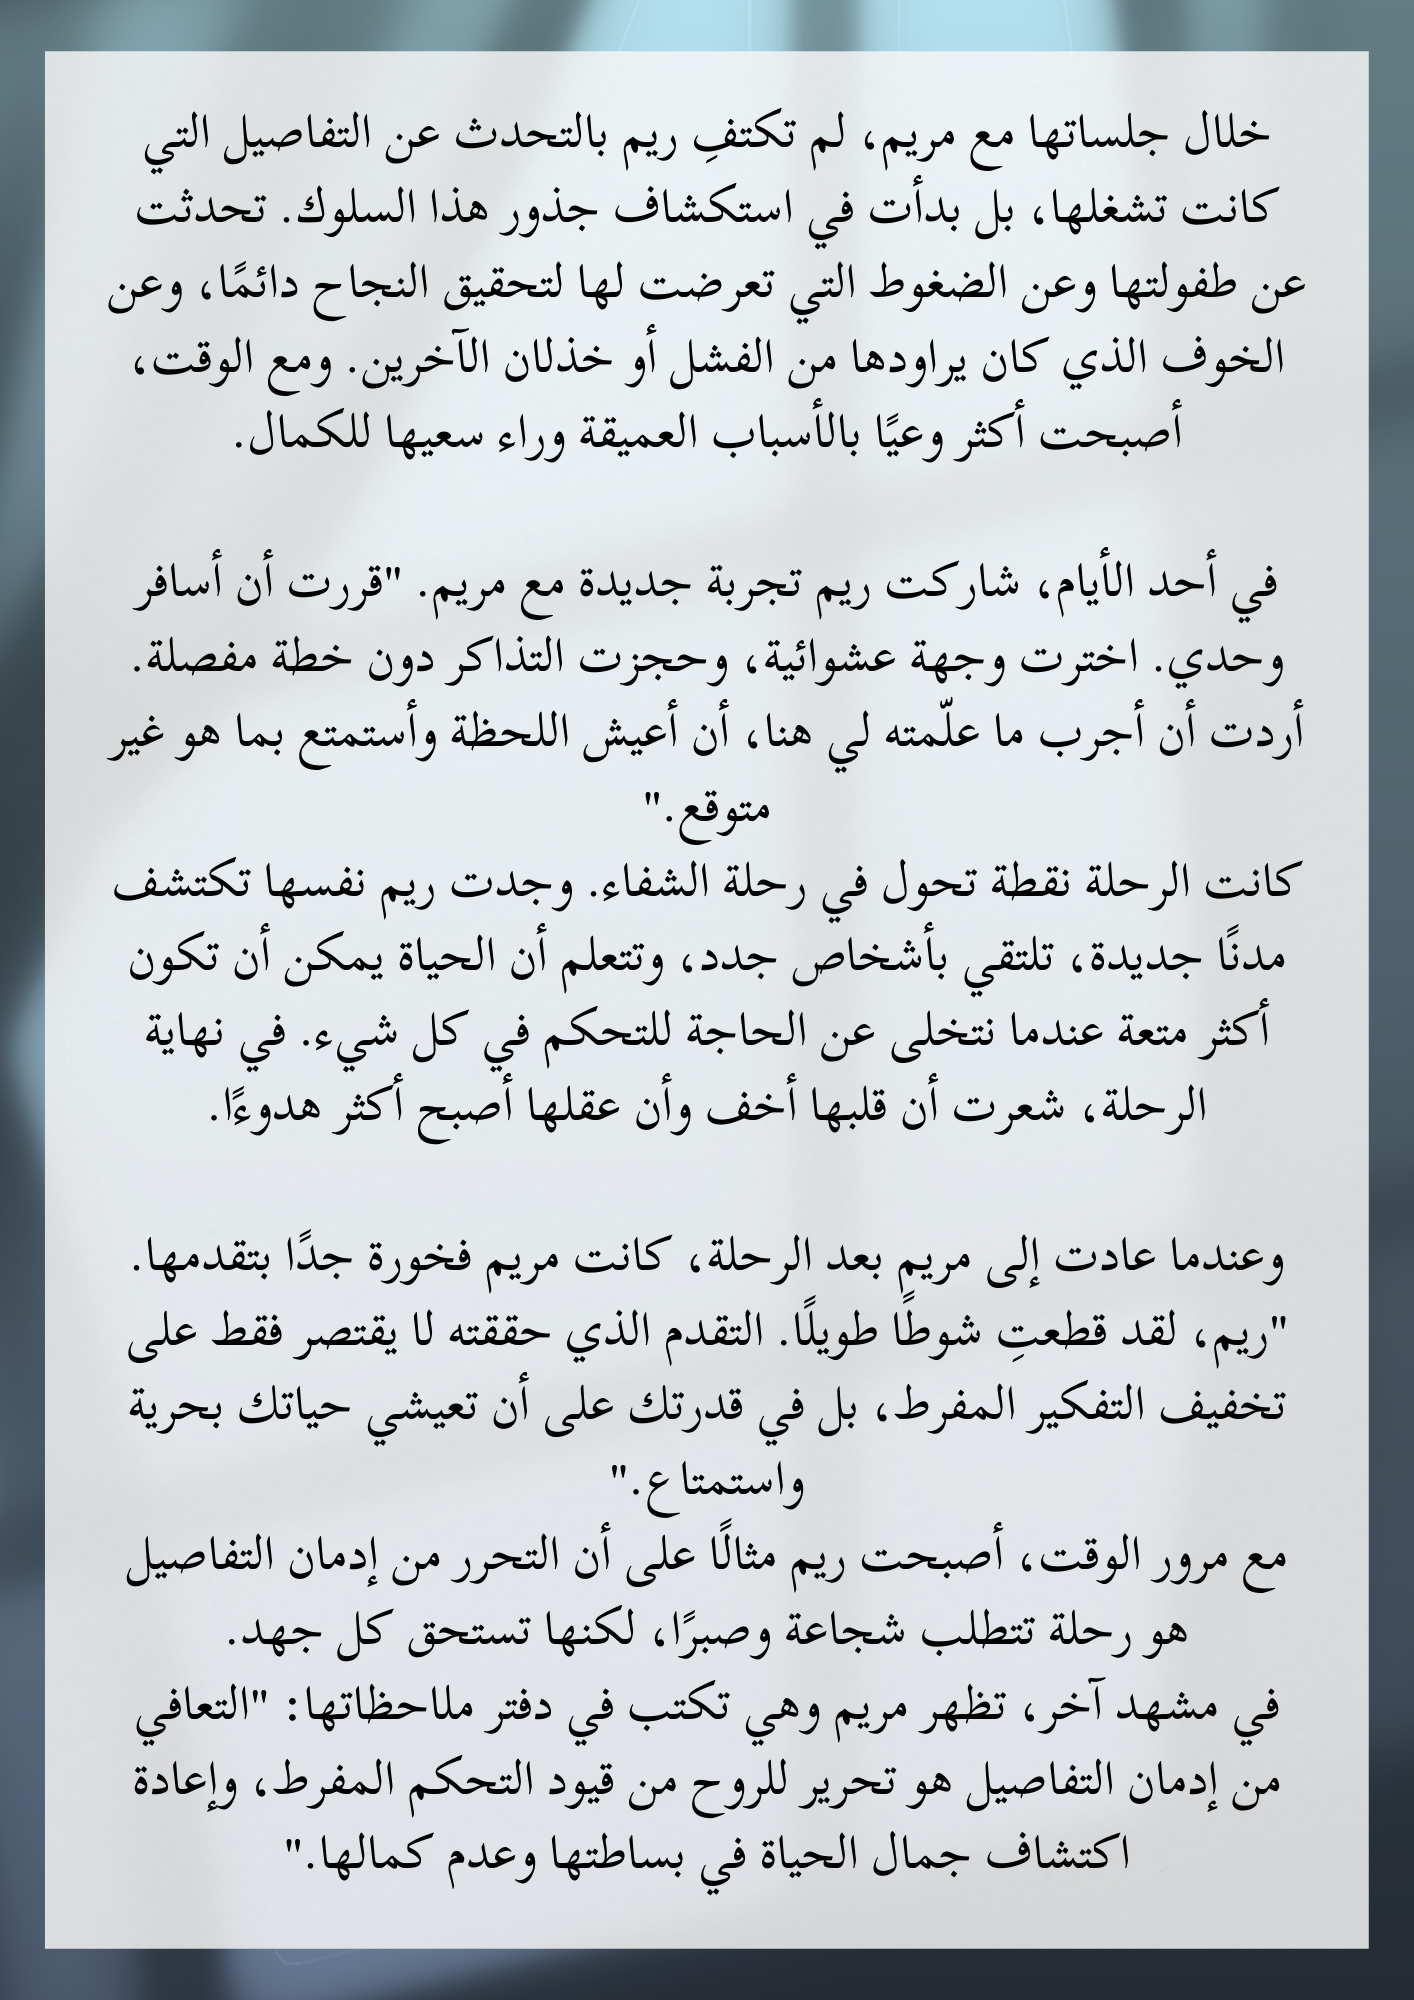 خلال جلساتها مع مريم، لم تكتفِ ريم بالتحدث عن التفاصيل التي
كانت تشغلها، بل بدأت في استكشاف جذور هذا السلوك. تحدثت
عن طفولتها وعن الضغوط التي تعرضت لها لتحقيق النجاح دائمًا، وعن
الخوف الذي كان يراودها من الفشل أو خذلان الآخرين. ومع الوقت،
أصبحت أكثر وعيًا بالأسباب العميقة وراء سعيها للكمال.
في أحد الأيام، شاركت ريم تجربة جديدة مع مريم. "قررت أن أسافر
وحدي. اخترت وجهة عشوائية، وحجزت التذاكر دون خطة مفصلة.
أردت أن أجرب ما علّمته لي هنا، أن أعيش اللحظة وأستمتع بما هو غير
متوقع."
كانت الرحلة نقطة تحول في رحلة الشفاء. وجدت ريم نفسها تكتشف
مدنًا جديدة، تلتقي بأشخاص جدد، وتتعلم أن الحياة يمكن أن تكون
أكثر متعة عندما نتخلى عن الحاجة للتحكم في كل شيء. في نهاية
الرحلة، شعرت أن قلبها أخف وأن عقلها أصبح أكثر هدوءًا.
وعندما عادت إلى مريم بعد الرحلة، كانت مريم فخورة جدًا بتقدمها.
"ريم، لقد قطعتِ شوطًا طويلًا. التقدم الذي حققته لا يقتصر فقط على
تخفيف التفكير المفرط، بل في قدرتك على أن تعيشي حياتك بحرية
واستمتاع."
مع مرور الوقت، أصبحت ريم مثالًا على أن التحرر من إدمان التفاصيل
هو رحلة تتطلب شجاعة وصبرًا، لكنها تستحق كل جهد.
في مشهد آخر، تظهر مريم وهي تكتب في دفتر ملاحظاتها: "التعافي
من إدمان التفاصيل هو تحرير للروح من قيود التحكم المفرط، وإعادة
اكتشاف جمال الحياة في بساطتها وعدم كمالها."